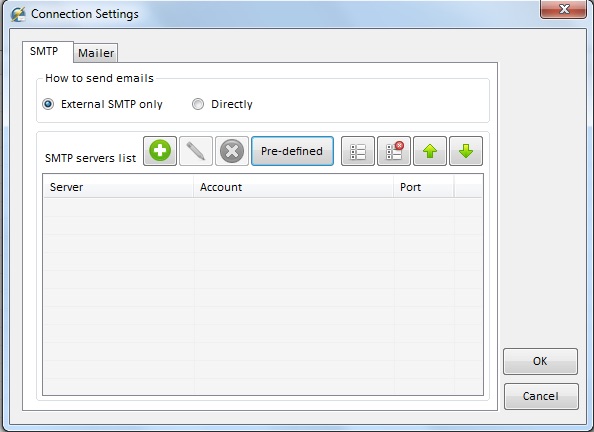 Connection Settings
SMTP Mailer
How to send emails
External SMTP only Directly
SMTP servers list Pre-defined
Server Account Port
OK
Cancel